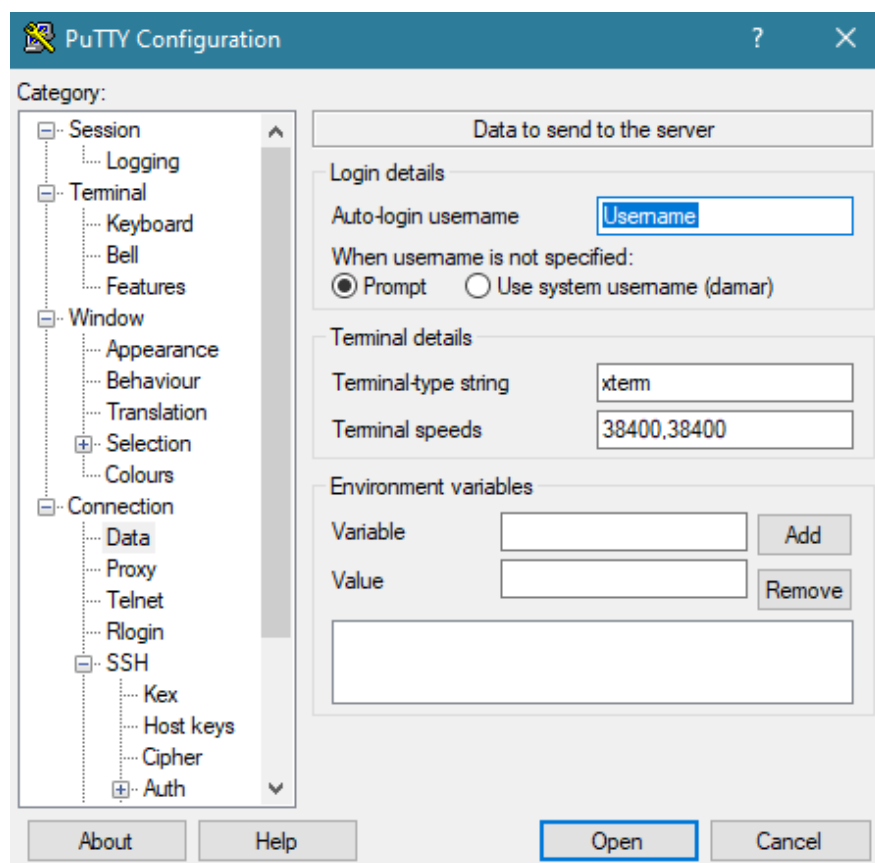 PuTTY Configuration
?
Category:
Session
Logging
Terminal
Keyboard
Bell
Features
Window
Appearance
Behaviour
Translation
Selection
Colours
Connection
Data
Proxy
Telnet
Rlogin
SSH
Kex
Host keys
Cipher
Auth
Data to send to the server
Login details
Auto-login username Username
When username is not specified:
Prompt Use system username (damar)
Terminal details
Terminal-type string xterm
Terminal speeds 38400,38400
Environment variables
Variable Add
Value Remove
About Help Open Cancel